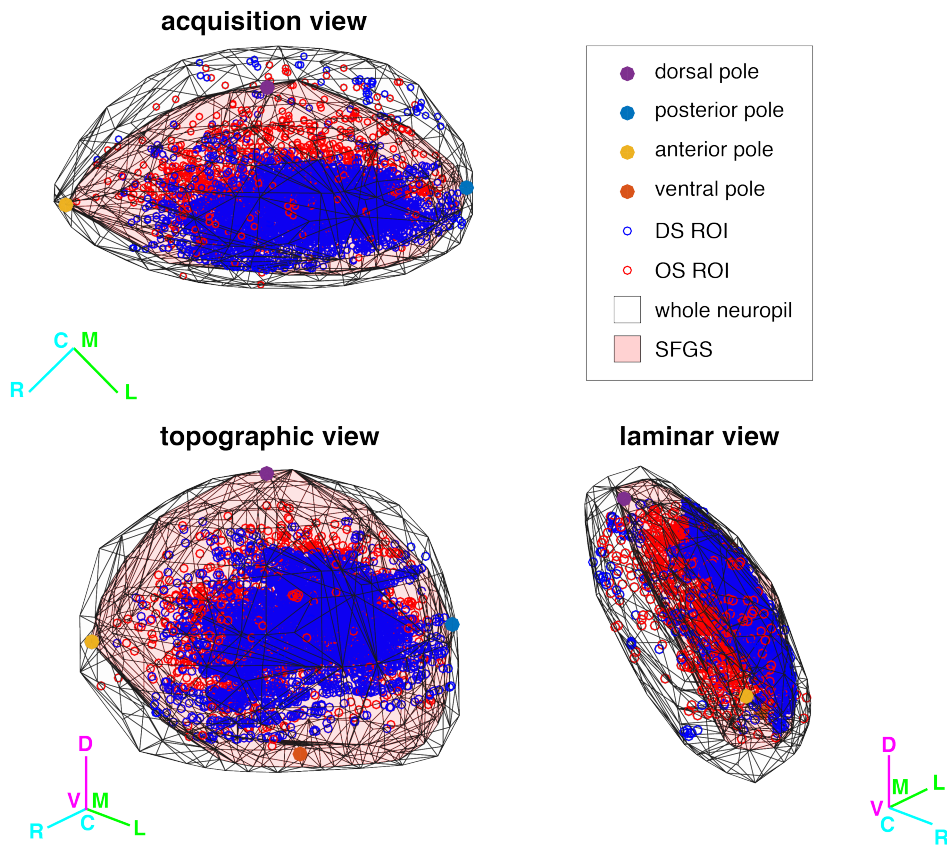 acquisition view
dorsal pole
posterior pole
anterior pole
ventral pole
DS ROI
OS ROI
whole neuropil
SFGS
C M
R L
topographic view
laminar view
D
V M
C
R L
D
M L
V
C
R